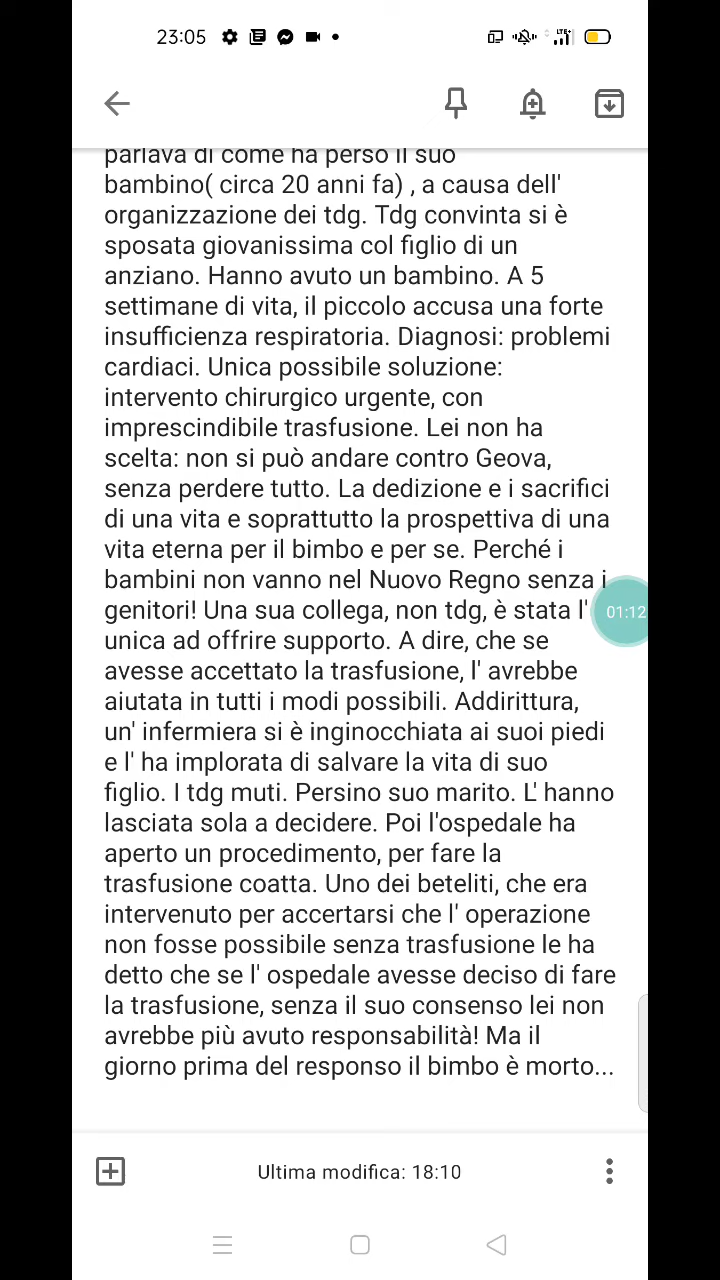 23:05
parlava di come ha perso il suo
bambino( circa 20 anni fa) , a causa dell'
organizzazione dei tdg. Tdg convinta si è
sposata giovanissima col figlio di un
anziano. Hanno avuto un bambino. A 5
settimane di vita, il piccolo accusa una forte
insufficienza respiratoria. Diagnosi: problemi
cardiaci. Unica possibile soluzione:
intervento chirurgico urgente, con
imprescindibile trasfusione. Lei non ha
scelta: non si può andare contro Geova,
senza perdere tutto. La dedizione e i sacrifici
di una vita e soprattutto la prospettiva di una
vita eterna per il bimbo e per se. Perché i
bambini non vanno nel Nuovo Regno senza i
genitori! Una sua collega, non tdg, è stata l'
01:12
unica ad offrire supporto. A dire, che se
avesse accettato la trasfusione, l' avrebbe
aiutata in tutti i modi possibili. Addirittura,
un' infermiera si è inginocchiata ai suoi piedi
e l' ha implorata di salvare la vita di suo
figlio. I tdg muti. Persino suo marito. L' hanno
lasciata sola a decidere. Poi l'ospedale ha
aperto un procedimento, per fare la
trasfusione coatta. Uno dei beteliti, che era
intervenuto per accertarsi che l' operazione
non fosse possibile senza trasfusione le ha
detto che se l' ospedale avesse deciso di fare
la trasfusione, senza il suo consenso lei non
avrebbe più avuto responsabilità! Ma il
giorno prima del responso il bimbo è morto...
Ultima modifica: 18:10